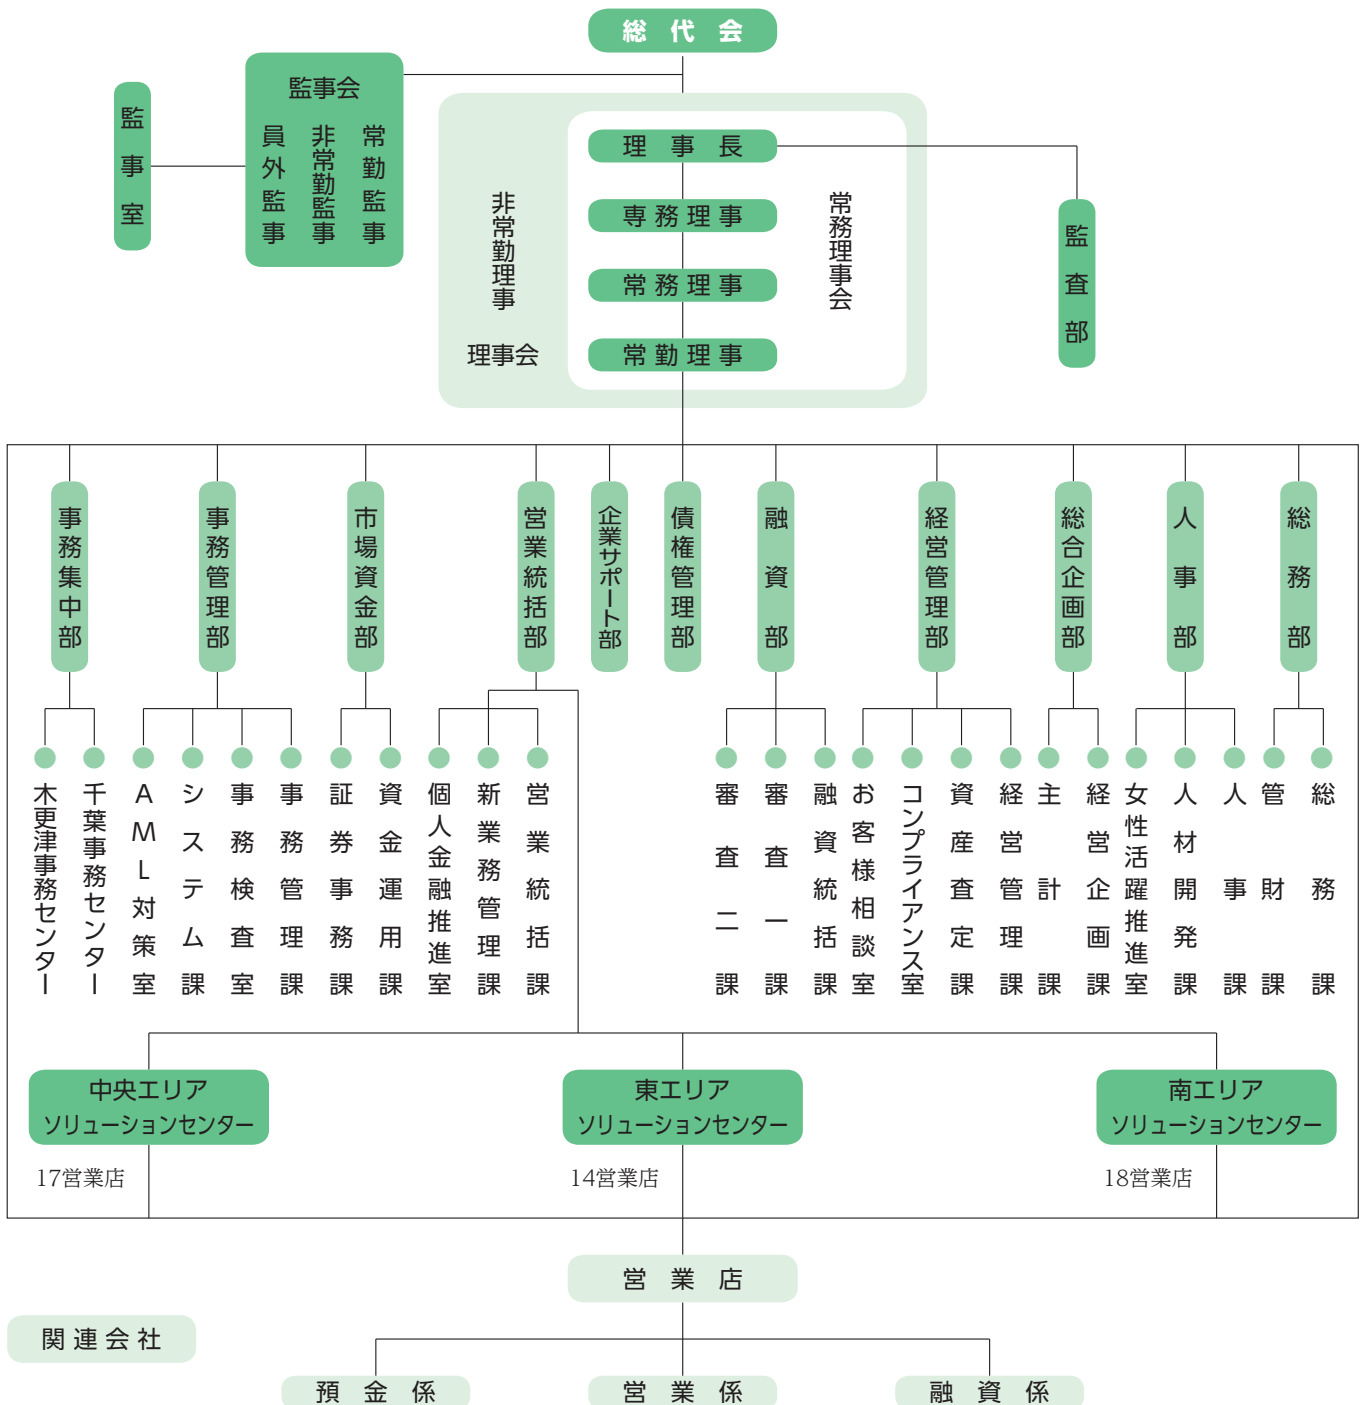 総代会
監事会
常勤監事
非常勤監事
員外監事
監事室
理事長
専務理事
常務理事
常勤理事
常務理事会
非常勤理事
理事会
監査部
事務集中部
事務管理部
市場資金部
営業統括部
企業サポート部
債権管理部
融資部
経営管理部
総合企画部
人事部
総務部
木更津事務センター
千葉事務センター
AML対策室
システム課
事務検査室
事務管理課
証券事務課
資金運用課
個人金融推進室
新業務管理課
営業統括課
審査二課
審査一課
融資統括課
お客様相談室
コンプライアンス室
資産査定課
経営管理課
主計課
経営企画課
女性活躍推進室
人材開発課
人事課
管財課
総務課
中央エリア
ソリューションセンター
東エリア
ソリューションセンター
南エリア
ソリューションセンター
17営業店
14営業店
18営業店
営業店
関連会社
預金係
営業係
融資係